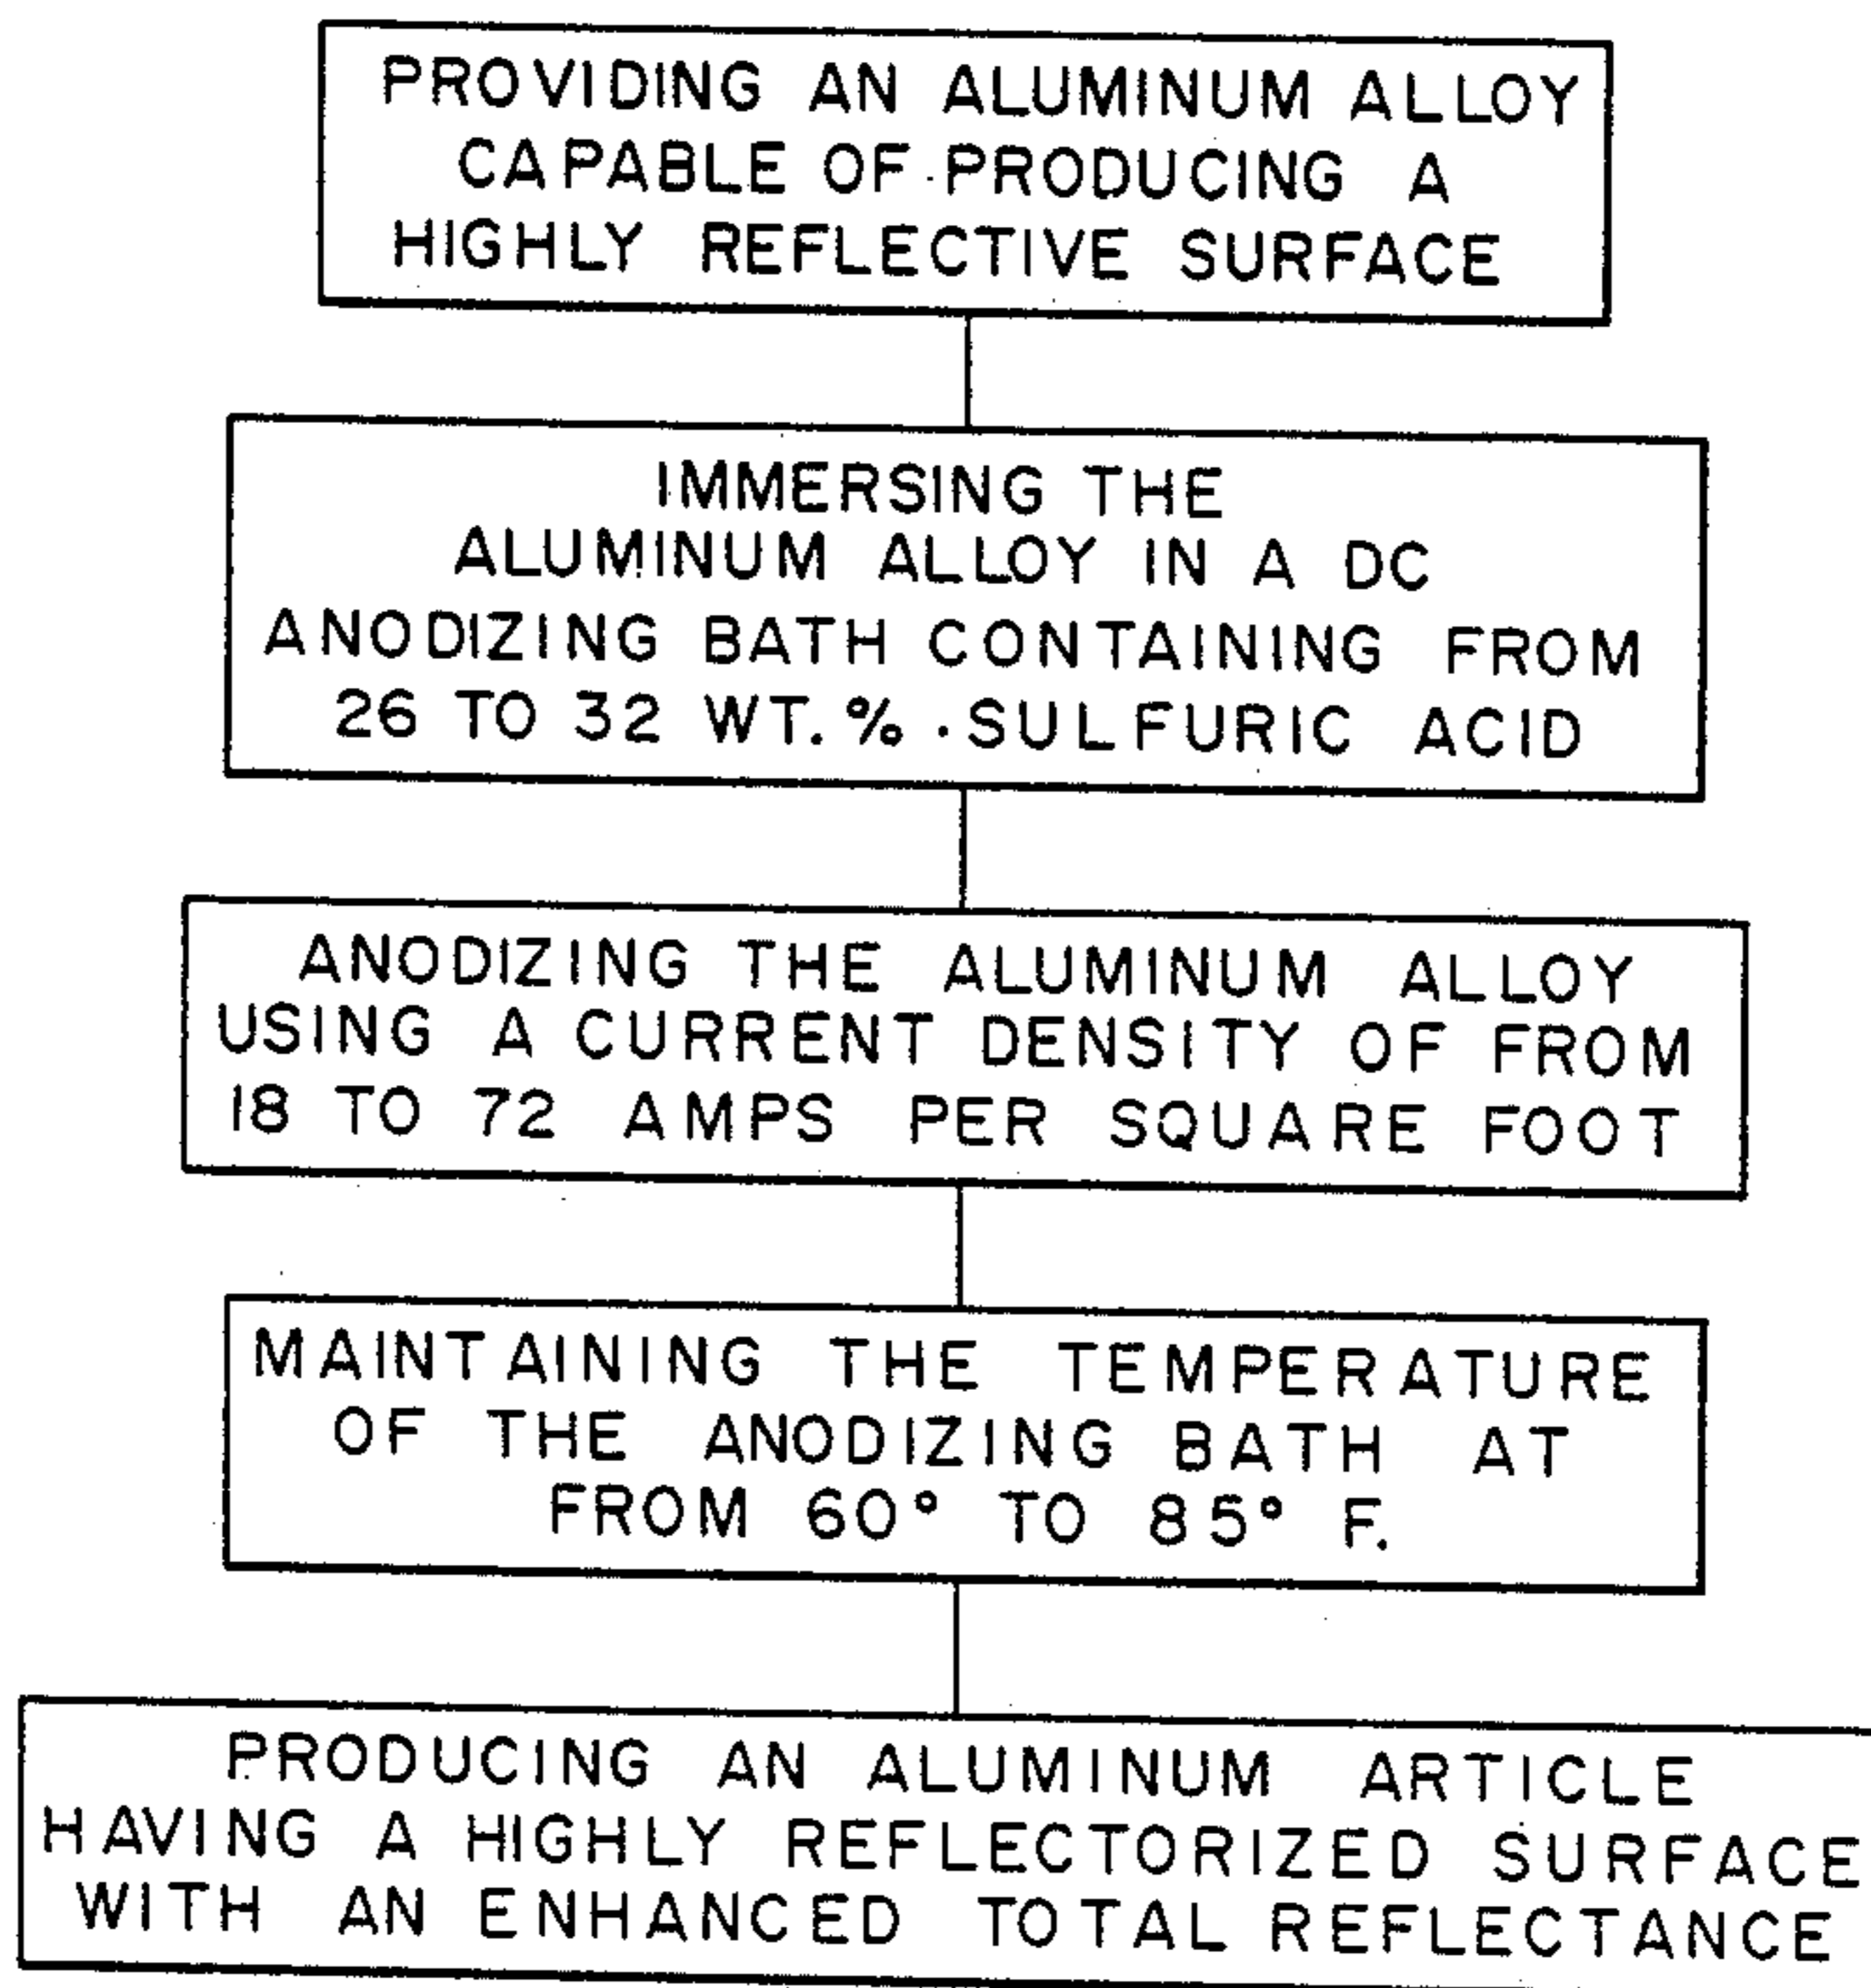 PROVIDING AN ALUMINUM ALLOY
CAPABLE OF PRODUCING A
HIGHLY REFLECTIVE SURFACE
IMMERSING THE
ALUMINUM ALLOY IN A DC
ANODIZING BATH CONTAINING FROM
26 TO 32 WT.% SULFURIC ACID
ANODIZING THE ALUMINUM ALLOY
USING A CURRENT DENSITY OF FROM
18 TO 72 AMPS PER SQUARE FOOT
MAINTAINING THE TEMPERATURE
OF THE ANODIZING BATH AT
FROM 60° TO 85° F.
PRODUCING AN ALUMINUM ARTICLE
HAVING A HIGHLY REFLECTORIZED SURFACE
WITH AN ENHANCED TOTAL REFLECTANCE